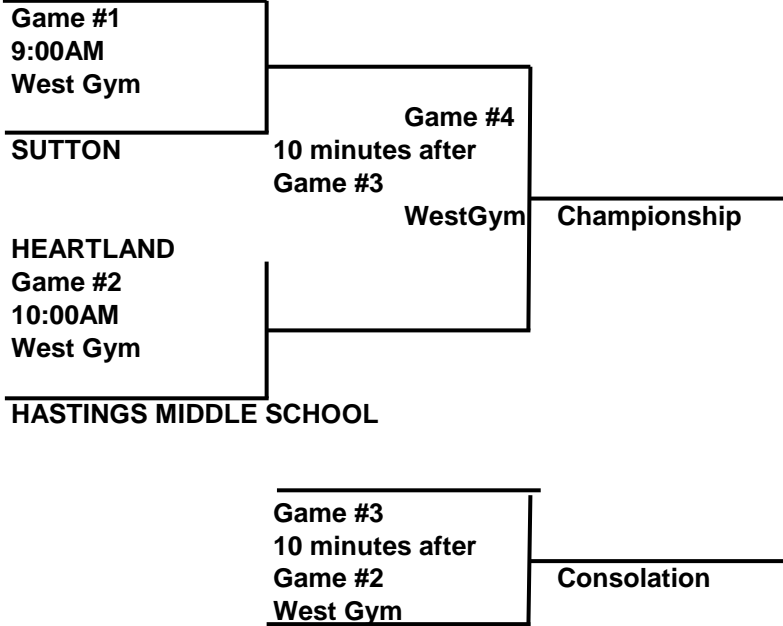 Game #1
9:00AM
West Gym
SUTTON
Game #4
10 minutes after
Game #3
WestGym
Championship
HEARTLAND
Game #2
10:00AM
West Gym
HASTINGS MIDDLE SCHOOL
Game #3
10 minutes after
Game #2
West Gym
Consolation